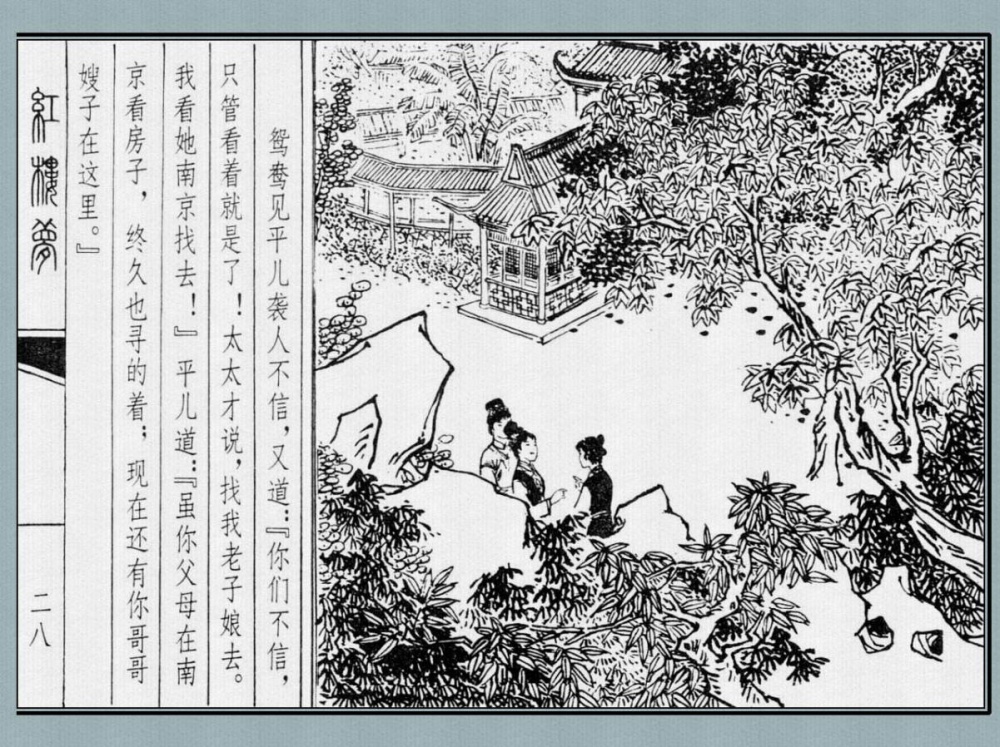 鸳鸯见平儿袭人不信，又道：『你们不信，
只管看着就是了！太太才说，找我老子娘去。
我看她南京找去！』平儿道：『虽你父母在南
京看房子，终久也寻的着；现在还有你哥哥
嫂子在这里。』
红楼梦
二八